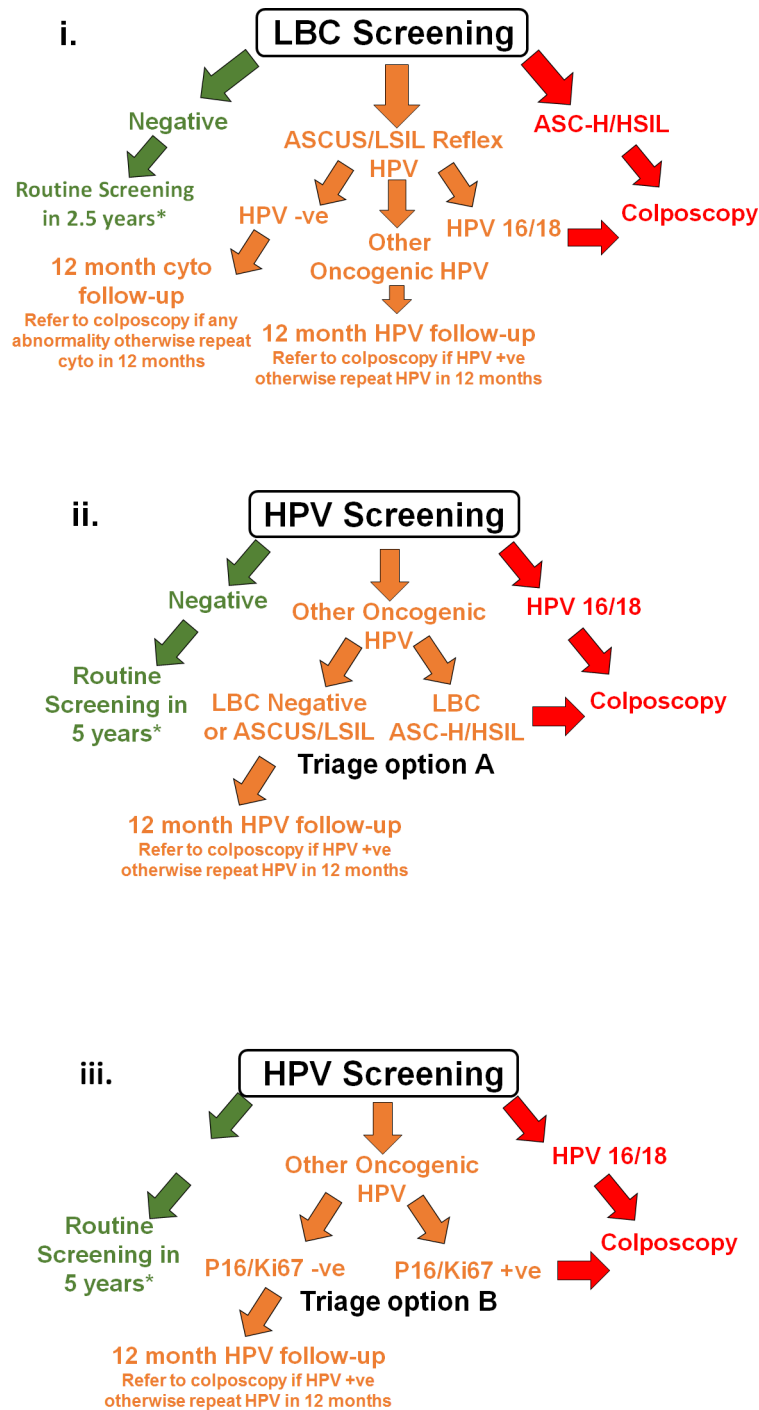 i.
LBC Screening
Negative
ASC-H/HSIL
ASCUS/LSIL Reflex
HPV
Routine Screening
in 2.5 years*
HPV -ve
HPV 16/18
Colposcopy
Other
Oncogenic HPV
12 month cyto
follow-up
Refer to colposcopy if any
abnormality otherwise repeat
cyto in 12 months
12 month HPV follow-up
Refer to colposcopy if HPV +ve
otherwise repeat HPV in 12 months
ii.
HPV Screening
Negative
Other Oncogenic
HPV
HPV 16/18
Routine
Screening in
5 years*
LBC Negative
or ASCUS/LSIL
LBC
ASC-H/HSIL
Colposcopy
Triage option A
12 month HPV follow-up
Refer to colposcopy if HPV +ve
otherwise repeat HPV in 12 months
iii.
HPV Screening
Other Oncogenic
HPV
HPV 16/18
Routine
Screening in
5 years*
P16/Ki67 -ve
P16/Ki67 +ve
Colposcopy
Triage option B
12 month HPV follow-up
Refer to colposcopy if HPV +ve
otherwise repeat HPV in 12 months